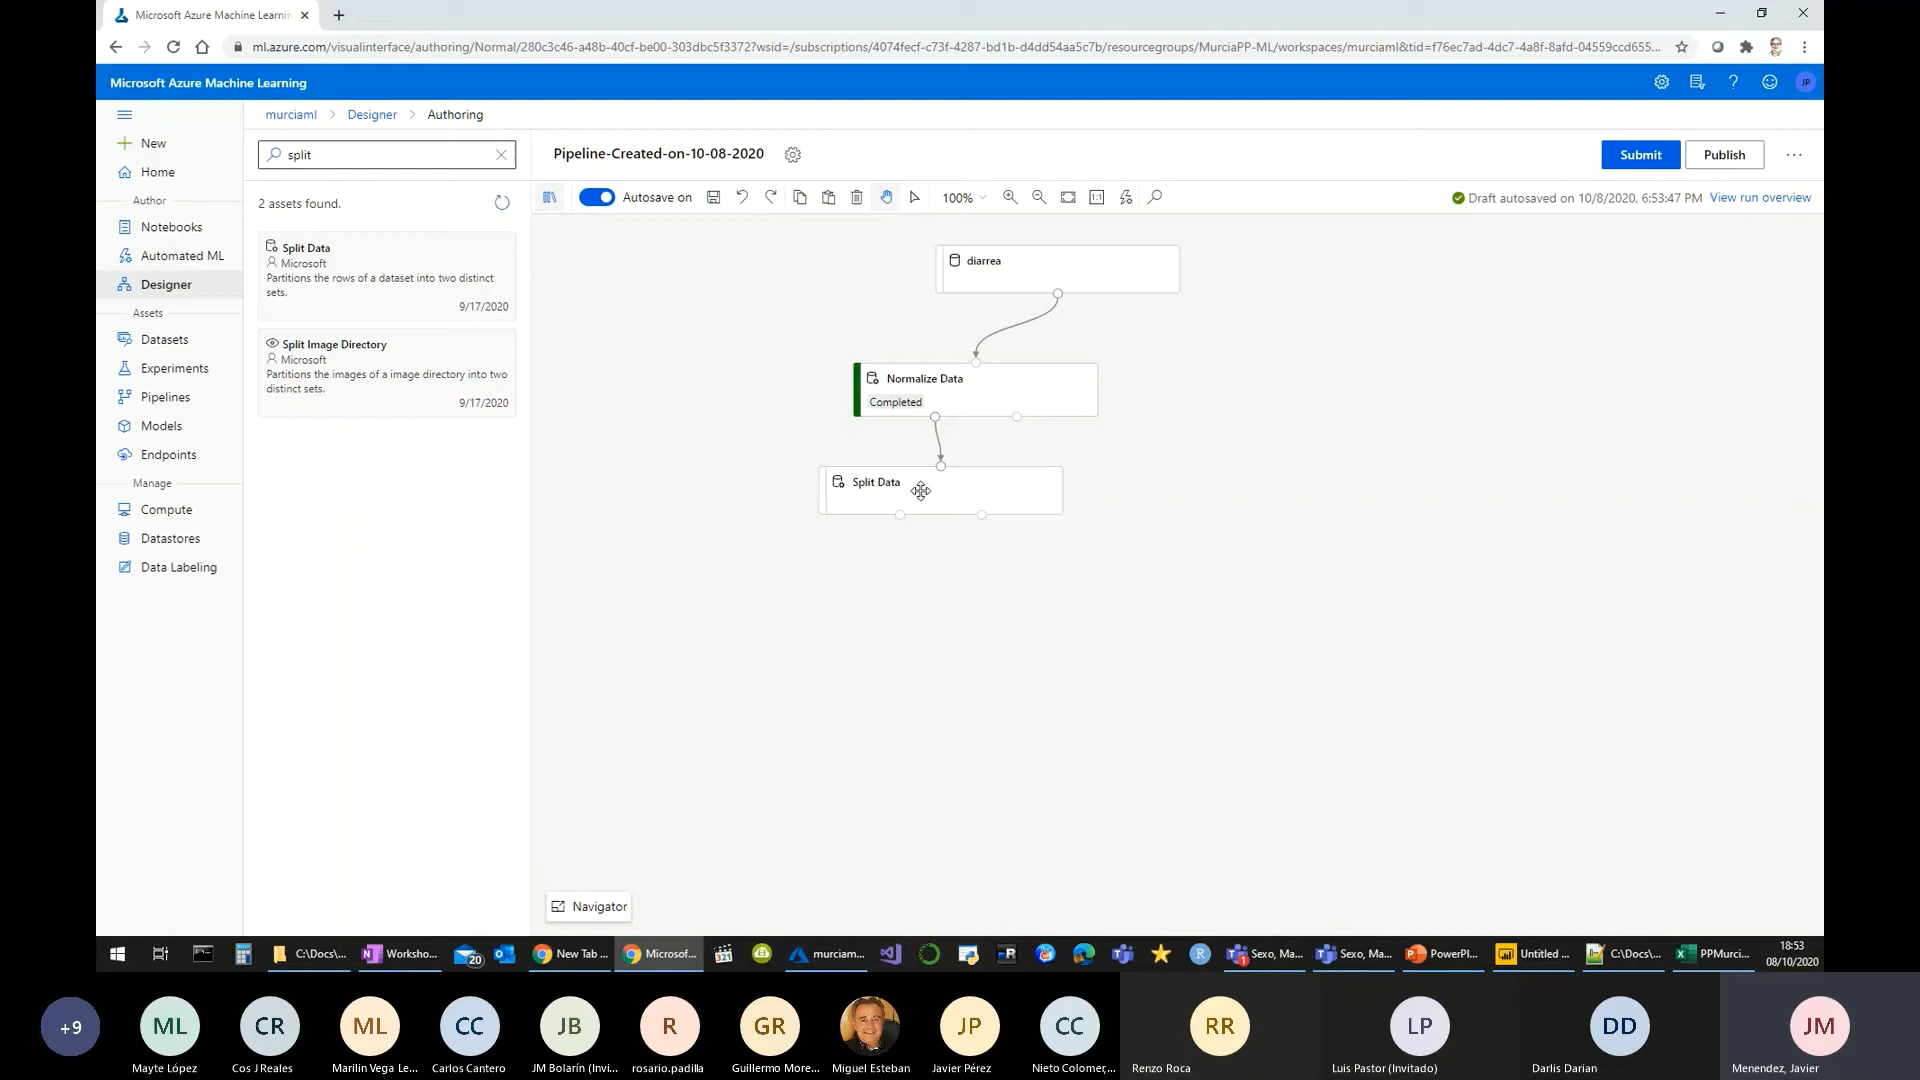 Microsoft Azure Machine Learnin
ml.azure.com/visualinterface/authoring/Normal/280c3c46-a48b-40cf-be00-303dbc5f3372?wsid=/subscriptions/4074fecf-c73f-4287-bd1b-d4dd54aa5c7b/resourcegroups/MurciaPP-ML/workspaces/murciaml&tid=f76ec7ad-4dc7-4a8f-8afd-04559ccd655...
Microsoft Azure Machine Learning
JP
murciaml > Designer > Authoring
New
Home
Author
Notebooks
Automated ML
Designer
Assets
Datasets
Experiments
Pipelines
Models
Endpoints
Manage
Compute
Datastores
Data Labeling
split
2 assets found.
Split Data
Microsoft
Partitions the rows of a dataset into two distinct
sets.
9/17/2020
Split Image Directory
Microsoft
Partitions the images of a image directory into two
distinct sets.
9/17/2020
Pipeline-Created-on-10-08-2020
Submit
Publish
Autosave on
100%
Draft autosaved on 10/8/2020, 6:53:47 PM
View run overview
diarrea
Normalize Data
Completed
Split Data
Navigator
C:\Docs\...
Worksho...
20
New Tab ...
Microsof...
321
murciam...
R
R
1
Sexo, Ma...
Sexo, Ma...
PowerPl...
Untitled ...
C:\Docs\...
PPMurci...
18:53
08/10/2020
+9
ML
CR
ML
CC
JB
R
GR
JP
CC
RR
LP
DD
JM
Mayte López
Cos J Reales
Marilin Vega Le...
Carlos Cantero
JM Bolarín (Invi...
rosario.padilla
Guillermo More...
Miguel Esteban
Javier Pérez
Nieto Colomer,...
Renzo Roca
Luis Pastor (Invitado)
Darlis Darian
Menendez, Javier